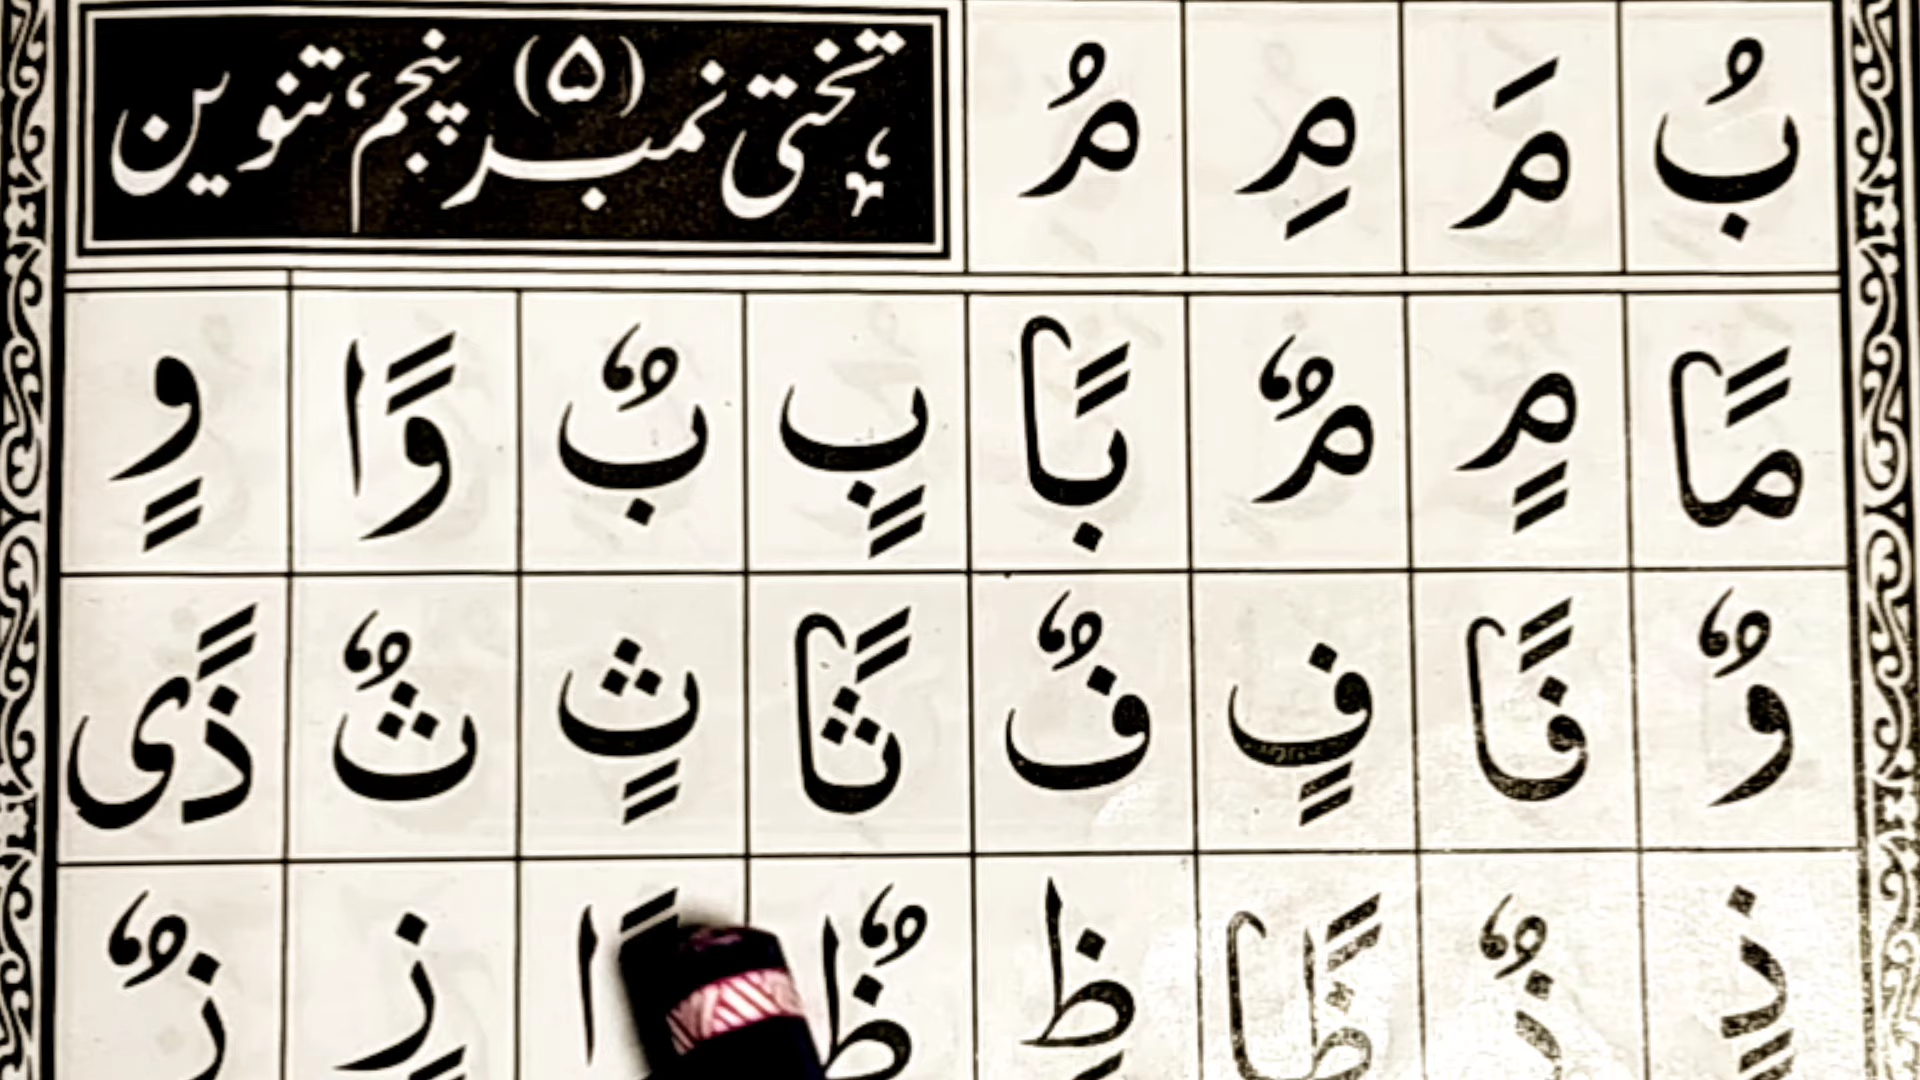 بُ مَ مِ مُ
تختی نمبر (۵) پنجم، تنوین
مًا مٍ مٌ بًا بٍ بٌ وًا وٍ
وٌ فًا فٍ فٌ ثًا ثٍ ثٌ ذًى
ذٍ ذٌ ظًا ظٍ ظٌ زٍ زٌ